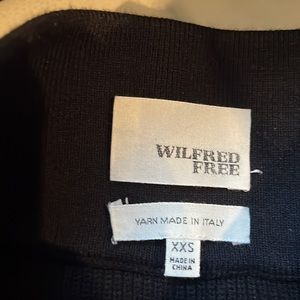 WILFRED
FREE
YARN MADE IN ITALY
XXS
MADE IN
CHINA